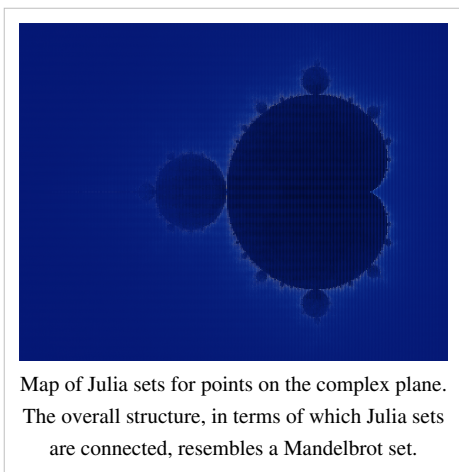 Map of Julia sets for points on the complex plane.
The overall structure, in terms of which Julia sets
are connected, resembles a Mandelbrot set.